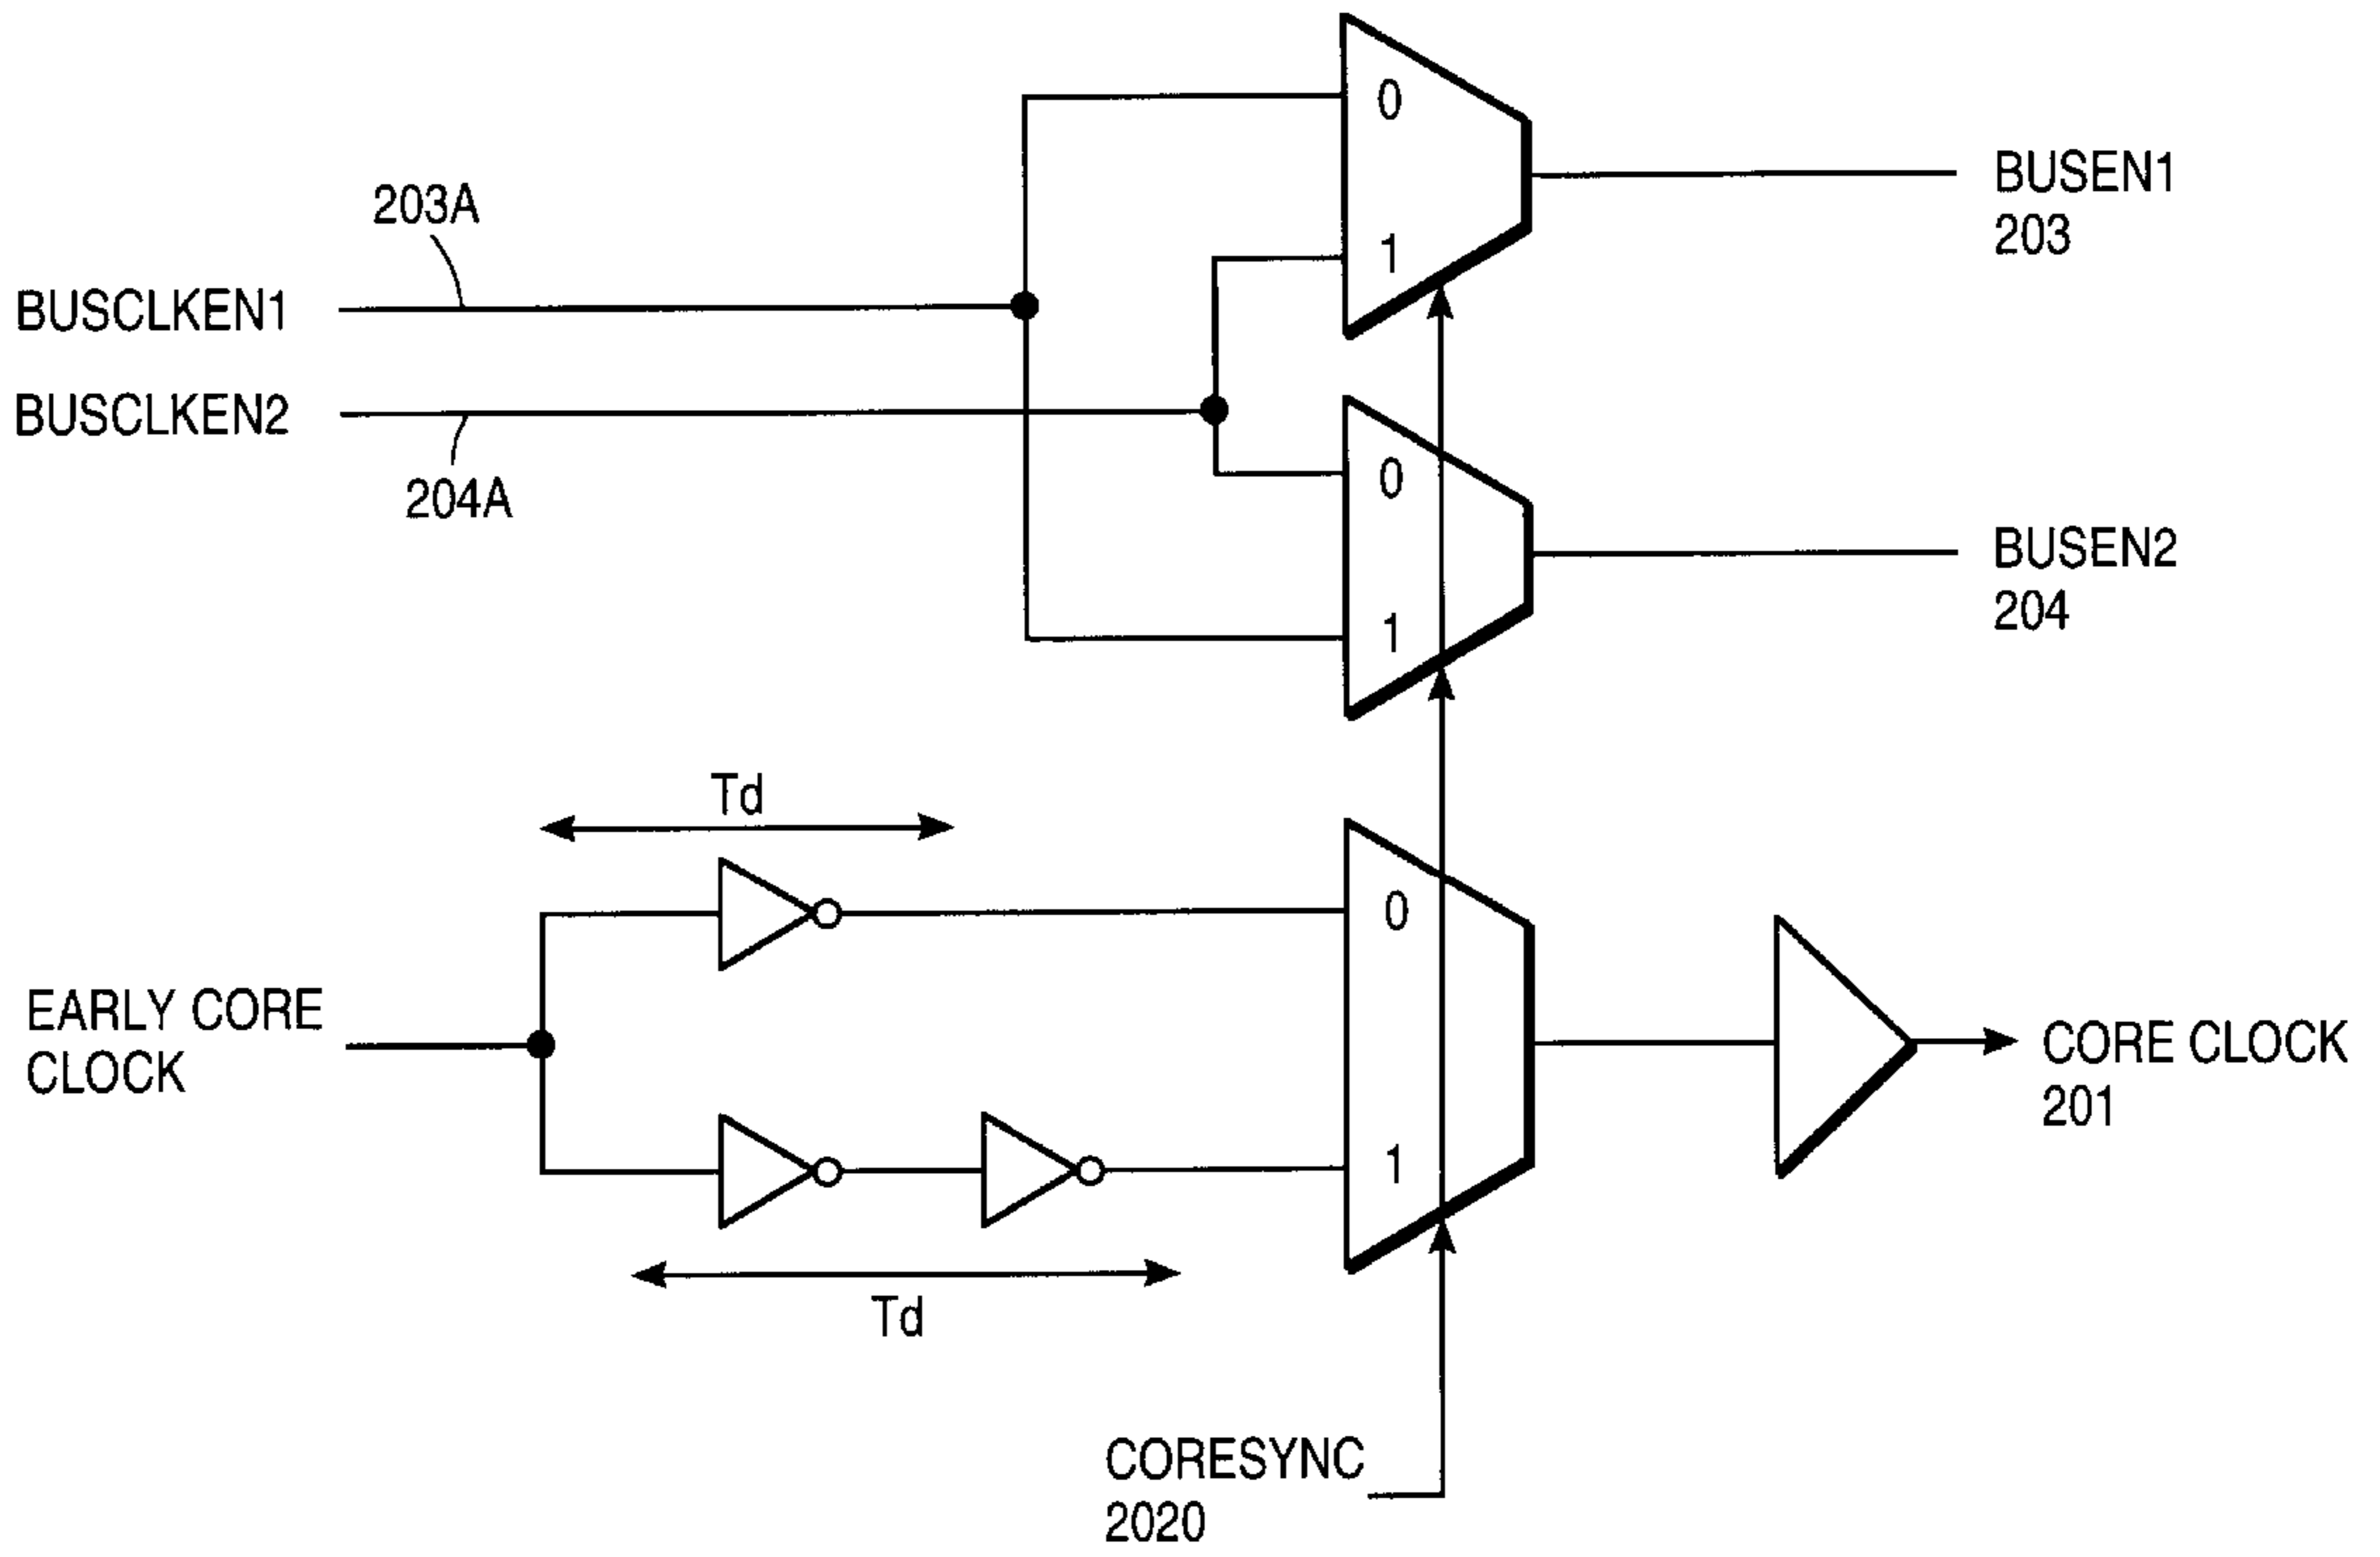 0
1
BUSEN1
203
203A
BUSCLKEN1
BUSCLKEN2
204A
0
1
BUSEN2
204
Td
0
1
EARLY CORE
CLOCK
CORE CLOCK
201
Td
CORESYNC
2020